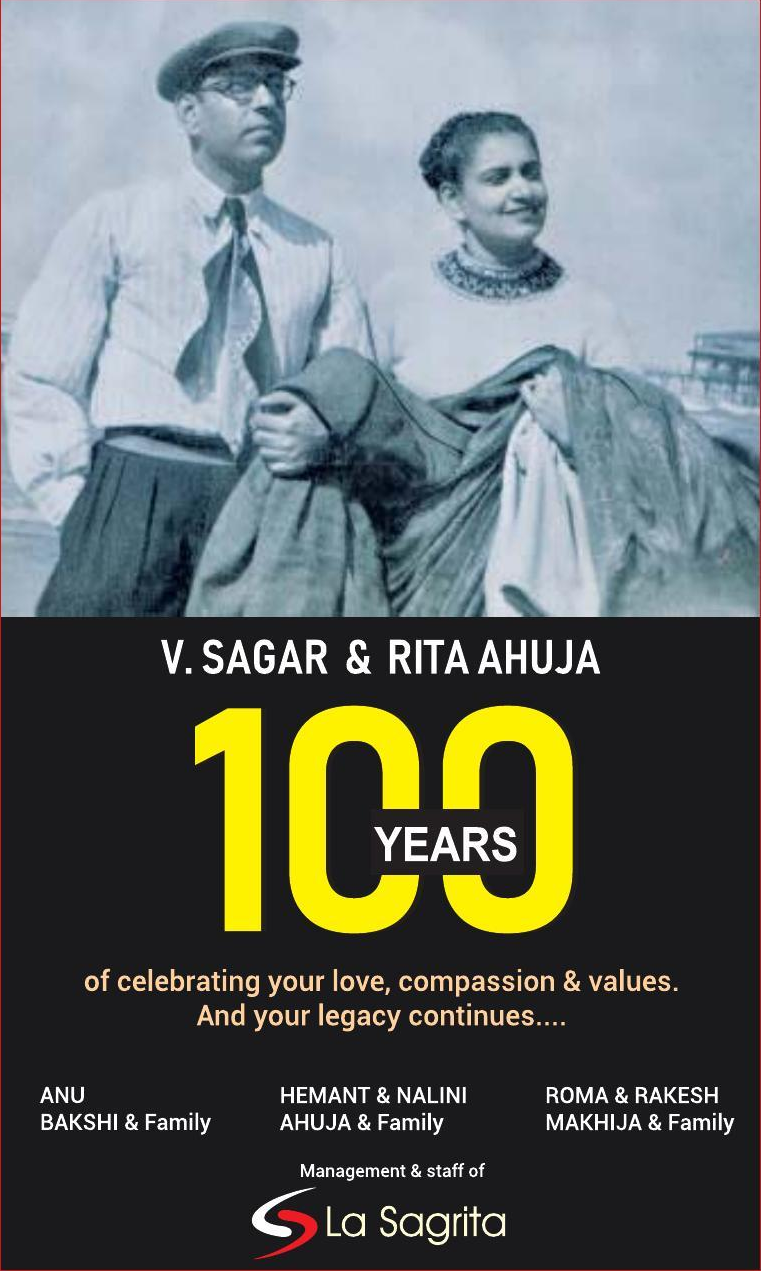 V. SAGAR & RITA AHUJA
100
YEARS
of celebrating your love, compassion & values.
And your legacy continues....
ANU
BAKSHI & Family
HEMANT & NALINI
AHUJA & Family
ROMA & RAKESH
MAKHIJA & Family
Management & staff of
La Sagrita